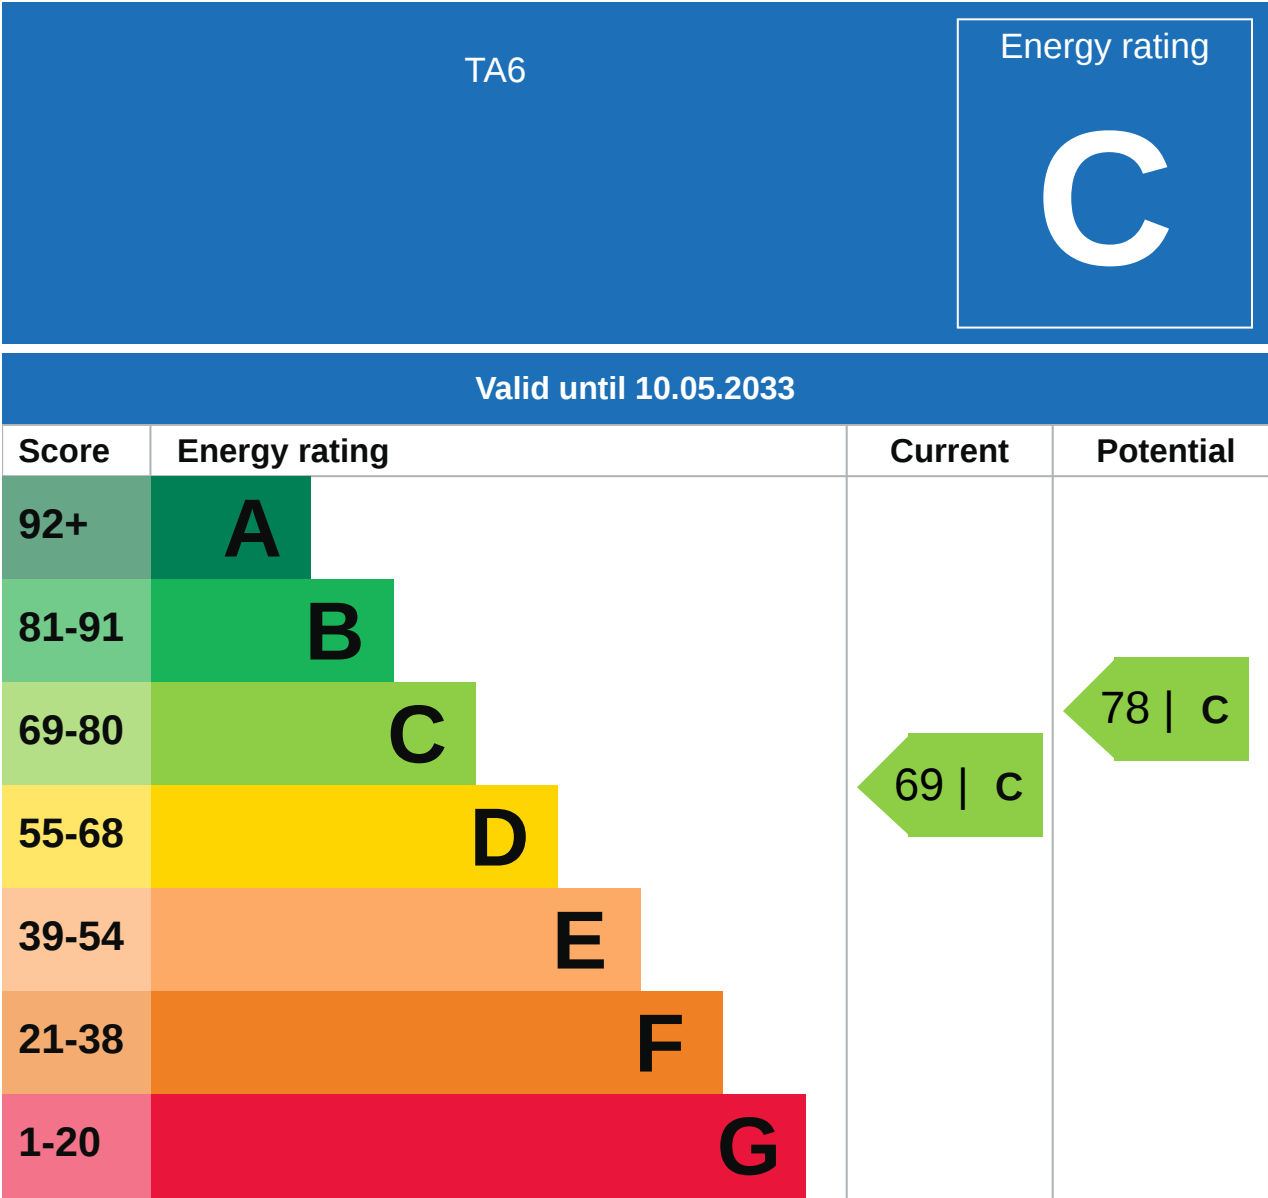 TA6
Energy rating
C
Valid until 10.05.2033
Score Energy rating Current Potential
92+ A
81-91 B
69-80 C
78 | C
69 | C
55-68 D
39-54 E
21-38 F
1-20 G